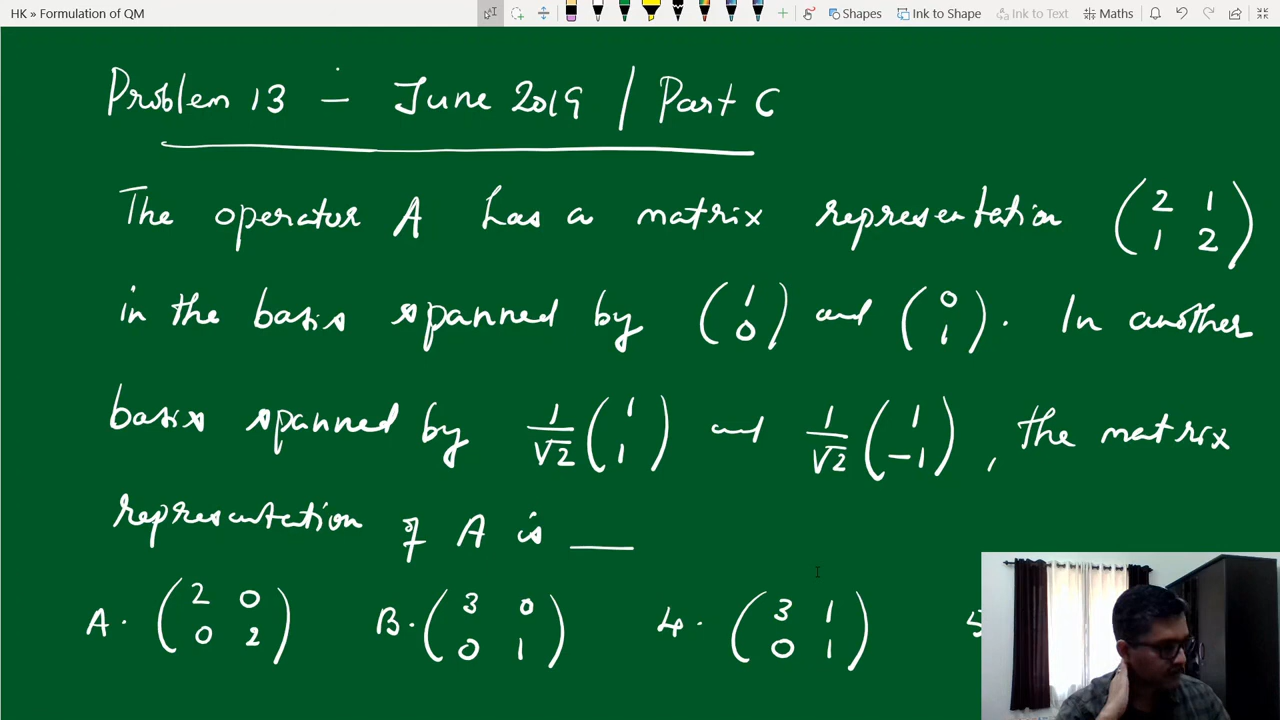 HK » Formulation of QM
Shapes Ink to Shape Ink to Text Maths
Problem 13 - June 2019 / Part C
The operator A has a matrix representation (2 1
1 2)
in the basis spanned by (1
0) and (0
1). In another
basis spanned by 1/√2 (1
1) and 1/√2 (1
-1), the matrix
representation of A is ___
A. (2 0
0 2) B. (3 0
0 1) 4. (3 1
0 1) 5